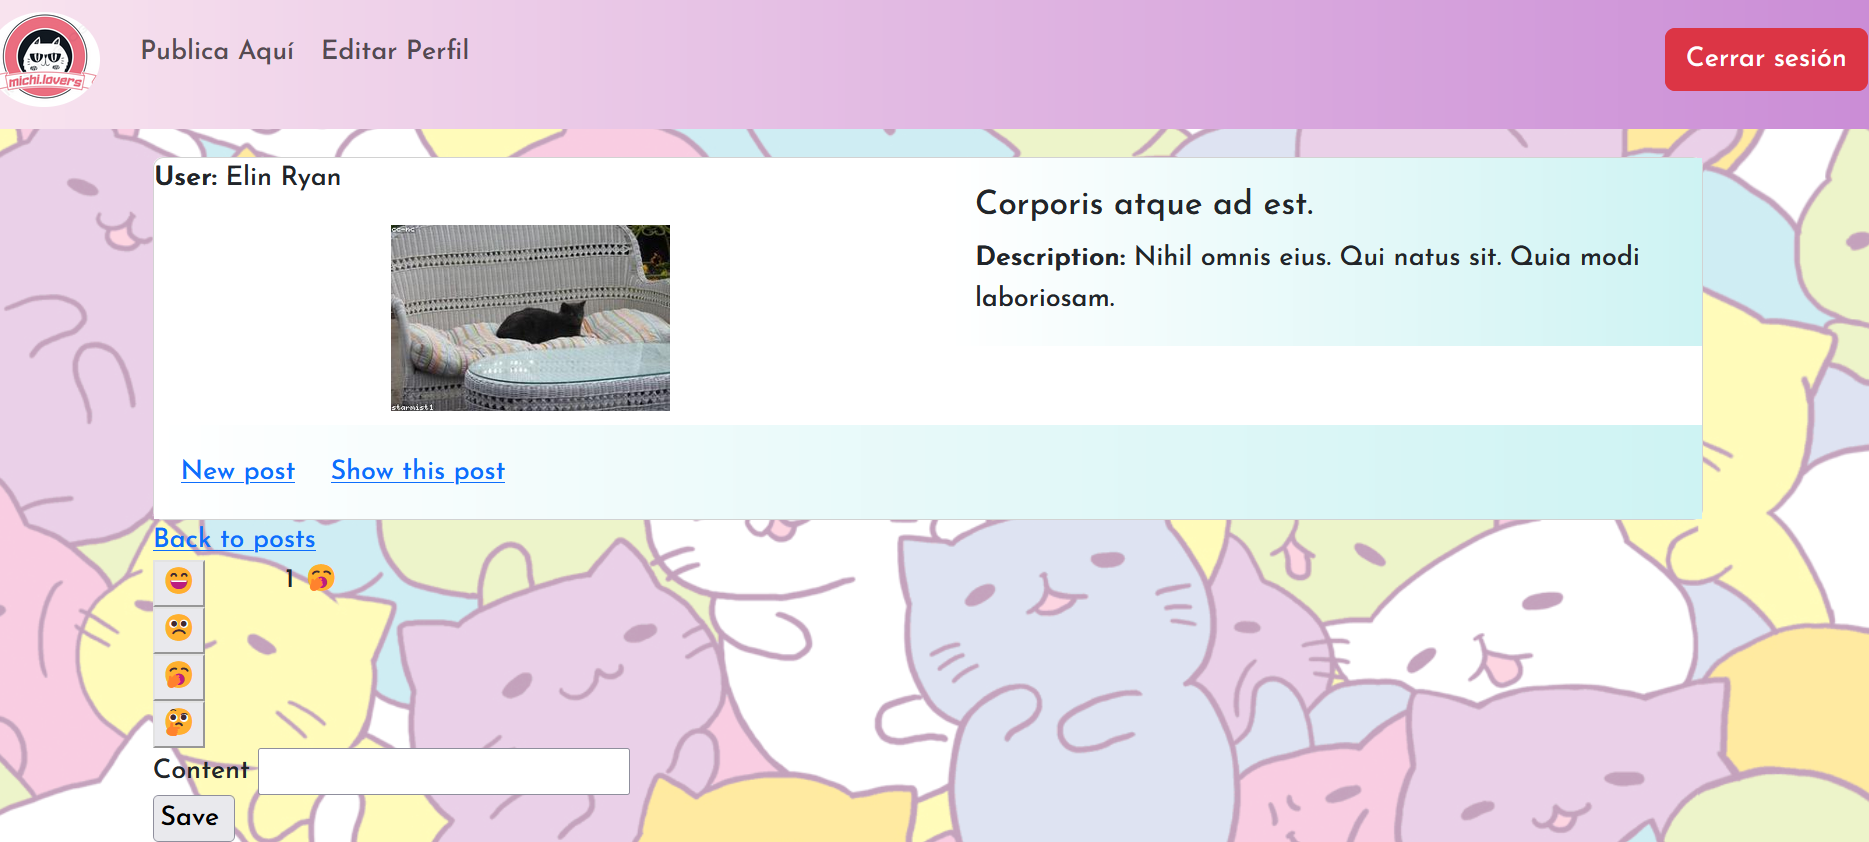 michi.lovers
Publica Aquí Editar Perfil
Cerrar sesión
User: Elin Ryan
cc-nc
starmist1
Corporis atque ad est.
Description: Nihil omnis eius. Qui natus sit. Quia modi
laboriosam.
New post Show this post
Back to posts
1
Content
Save